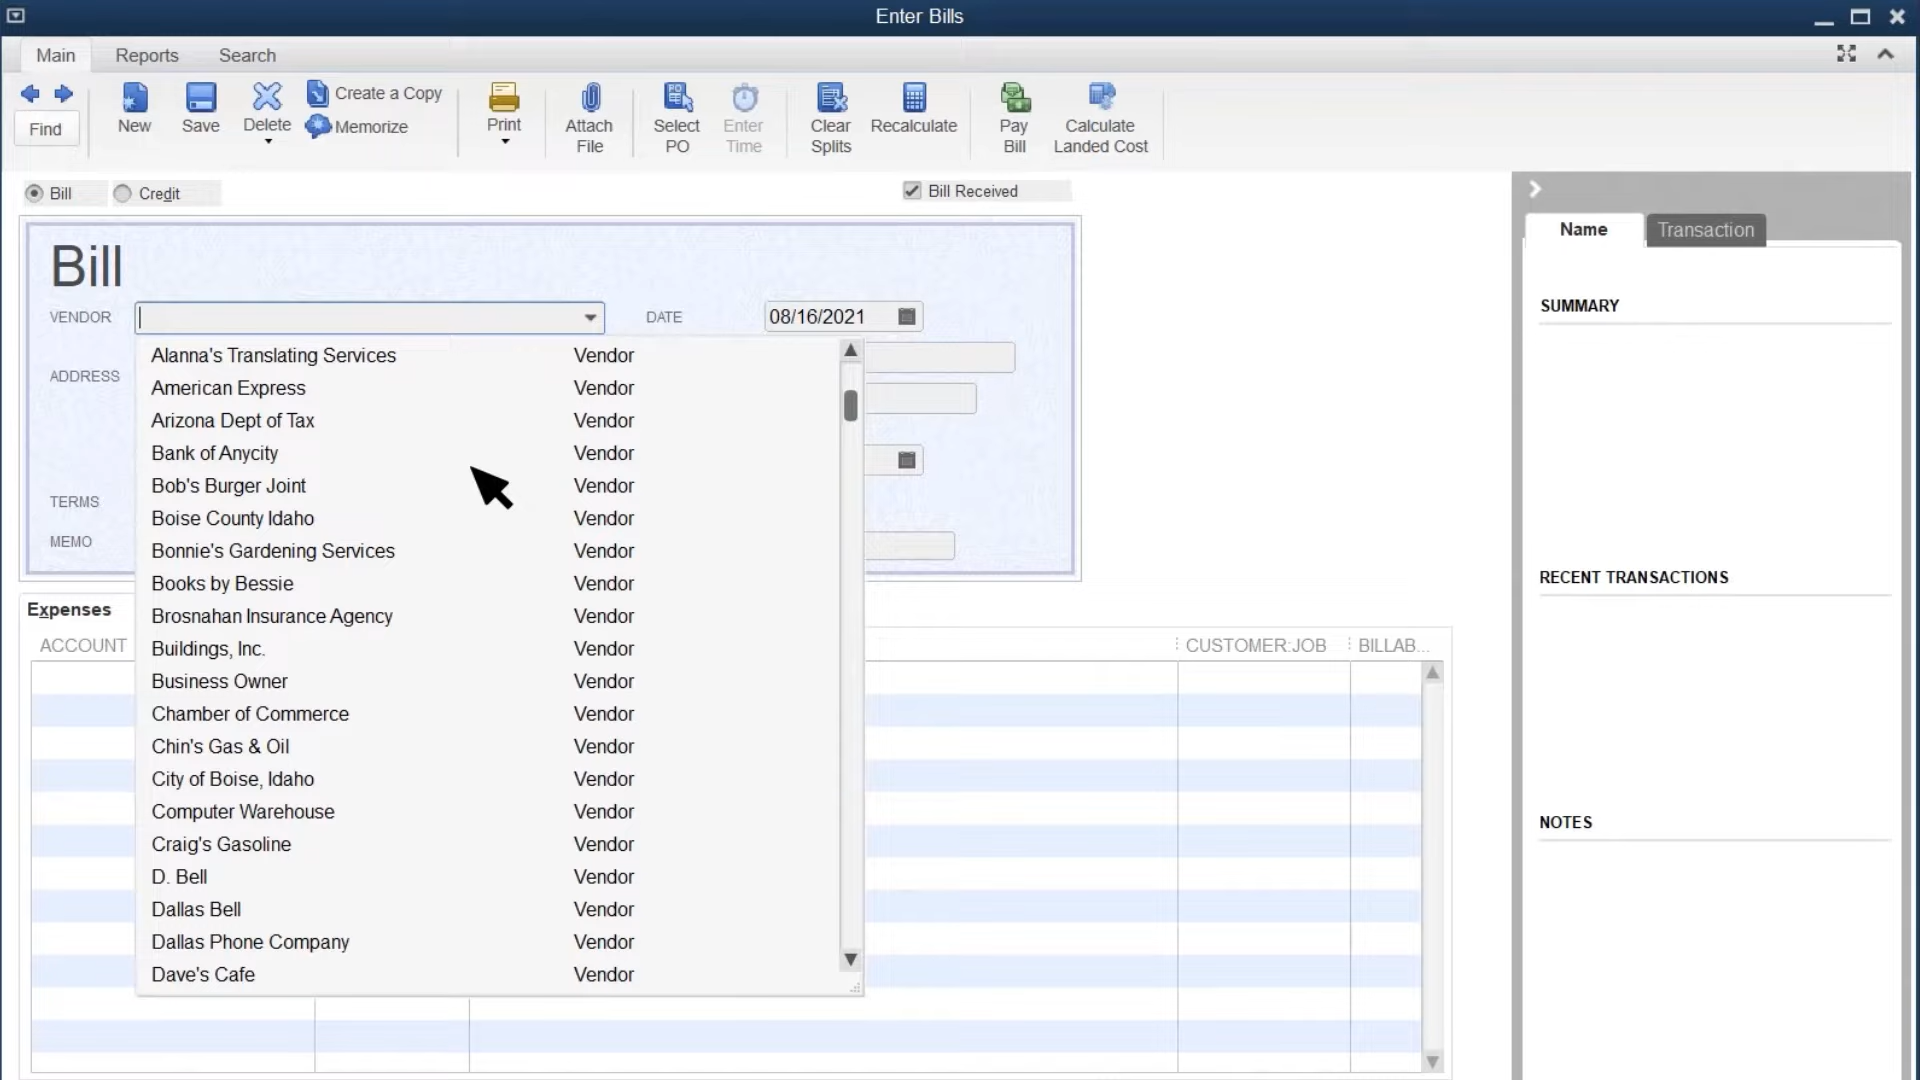 Enter Bills
Main Reports Search
Find
New
Save
Delete
Create a Copy
Memorize
Print
Attach
File
Select
PO
Enter
Time
Clear
Splits
Recalculate
Pay
Bill
Calculate
Landed Cost
Bill Credit Bill Received
Bill
VENDOR DATE 08/16/2021
ADDRESS
TERMS
MEMO
Alanna's Translating Services Vendor
American Express Vendor
Arizona Dept of Tax Vendor
Bank of Anycity Vendor
Bob's Burger Joint Vendor
Boise County Idaho Vendor
Bonnie's Gardening Services Vendor
Books by Bessie Vendor
Brosnahan Insurance Agency Vendor
Buildings, Inc. Vendor
Business Owner Vendor
Chamber of Commerce Vendor
Chin's Gas & Oil Vendor
City of Boise, Idaho Vendor
Computer Warehouse Vendor
Craig's Gasoline Vendor
D. Bell Vendor
Dallas Bell Vendor
Dallas Phone Company Vendor
Dave's Cafe Vendor
Expenses
ACCOUNT CUSTOMER:JOB BILLAB...
Name Transaction
SUMMARY
RECENT TRANSACTIONS
NOTES